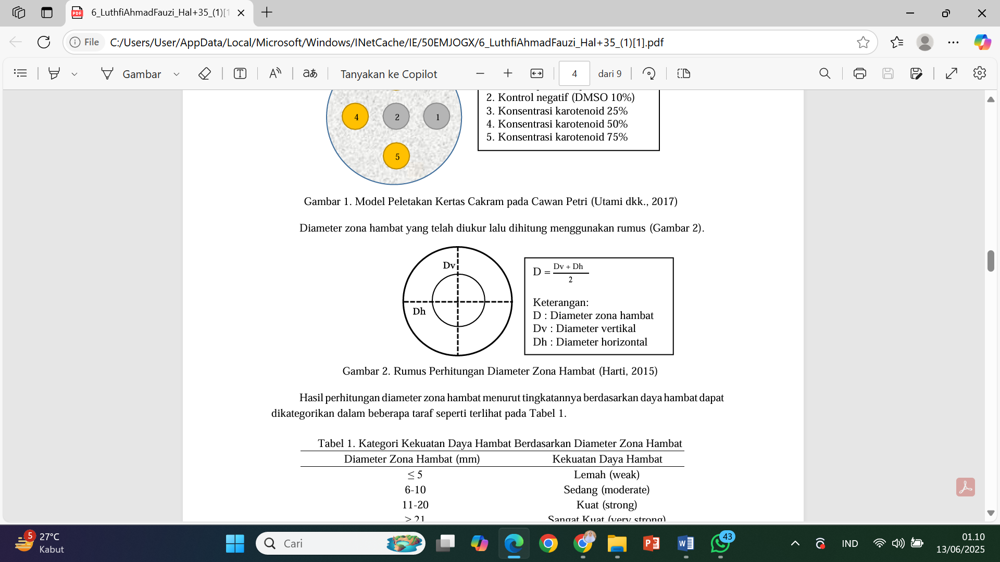 6_LuthfiAhmadFauzi_Hal+35_(1)[1
File
C:/Users/User/AppData/Local/Microsoft/Windows/INetCache/IE/50EMJOGX/6_LuthfiAhmadFauzi_Hal+35_(1)[1].pdf
Gambar
Tanyakan ke Copilot
4
dari 9
2. Kontrol negatif (DMSO 10%)
3. Konsentrasi karotenoid 25%
4. Konsentrasi karotenoid 50%
5. Konsentrasi karotenoid 75%
4
2
1
5
Gambar 1. Model Peletakan Kertas Cakram pada Cawan Petri (Utami dkk., 2017)
Diameter zona hambat yang telah diukur lalu dihitung menggunakan rumus (Gambar 2).
Dv
Dh
D = Dv + Dh
2
Keterangan:
D : Diameter zona hambat
Dv : Diameter vertikal
Dh : Diameter horizontal
Gambar 2. Rumus Perhitungan Diameter Zona Hambat (Harti, 2015)
Hasil perhitungan diameter zona hambat menurut tingkatannya berdasarkan daya hambat dapat
dikategorikan dalam beberapa taraf seperti terlihat pada Tabel 1.
Tabel 1. Kategori Kekuatan Daya Hambat Berdasarkan Diameter Zona Hambat
Diameter Zona Hambat (mm) Kekuatan Daya Hambat
≤ 5 Lemah (weak)
6-10 Sedang (moderate)
11-20 Kuat (strong)
≥ 21 Sangat Kuat (very strong)
5
27°C
Kabut
Cari
43
IND
01.10
13/06/2025